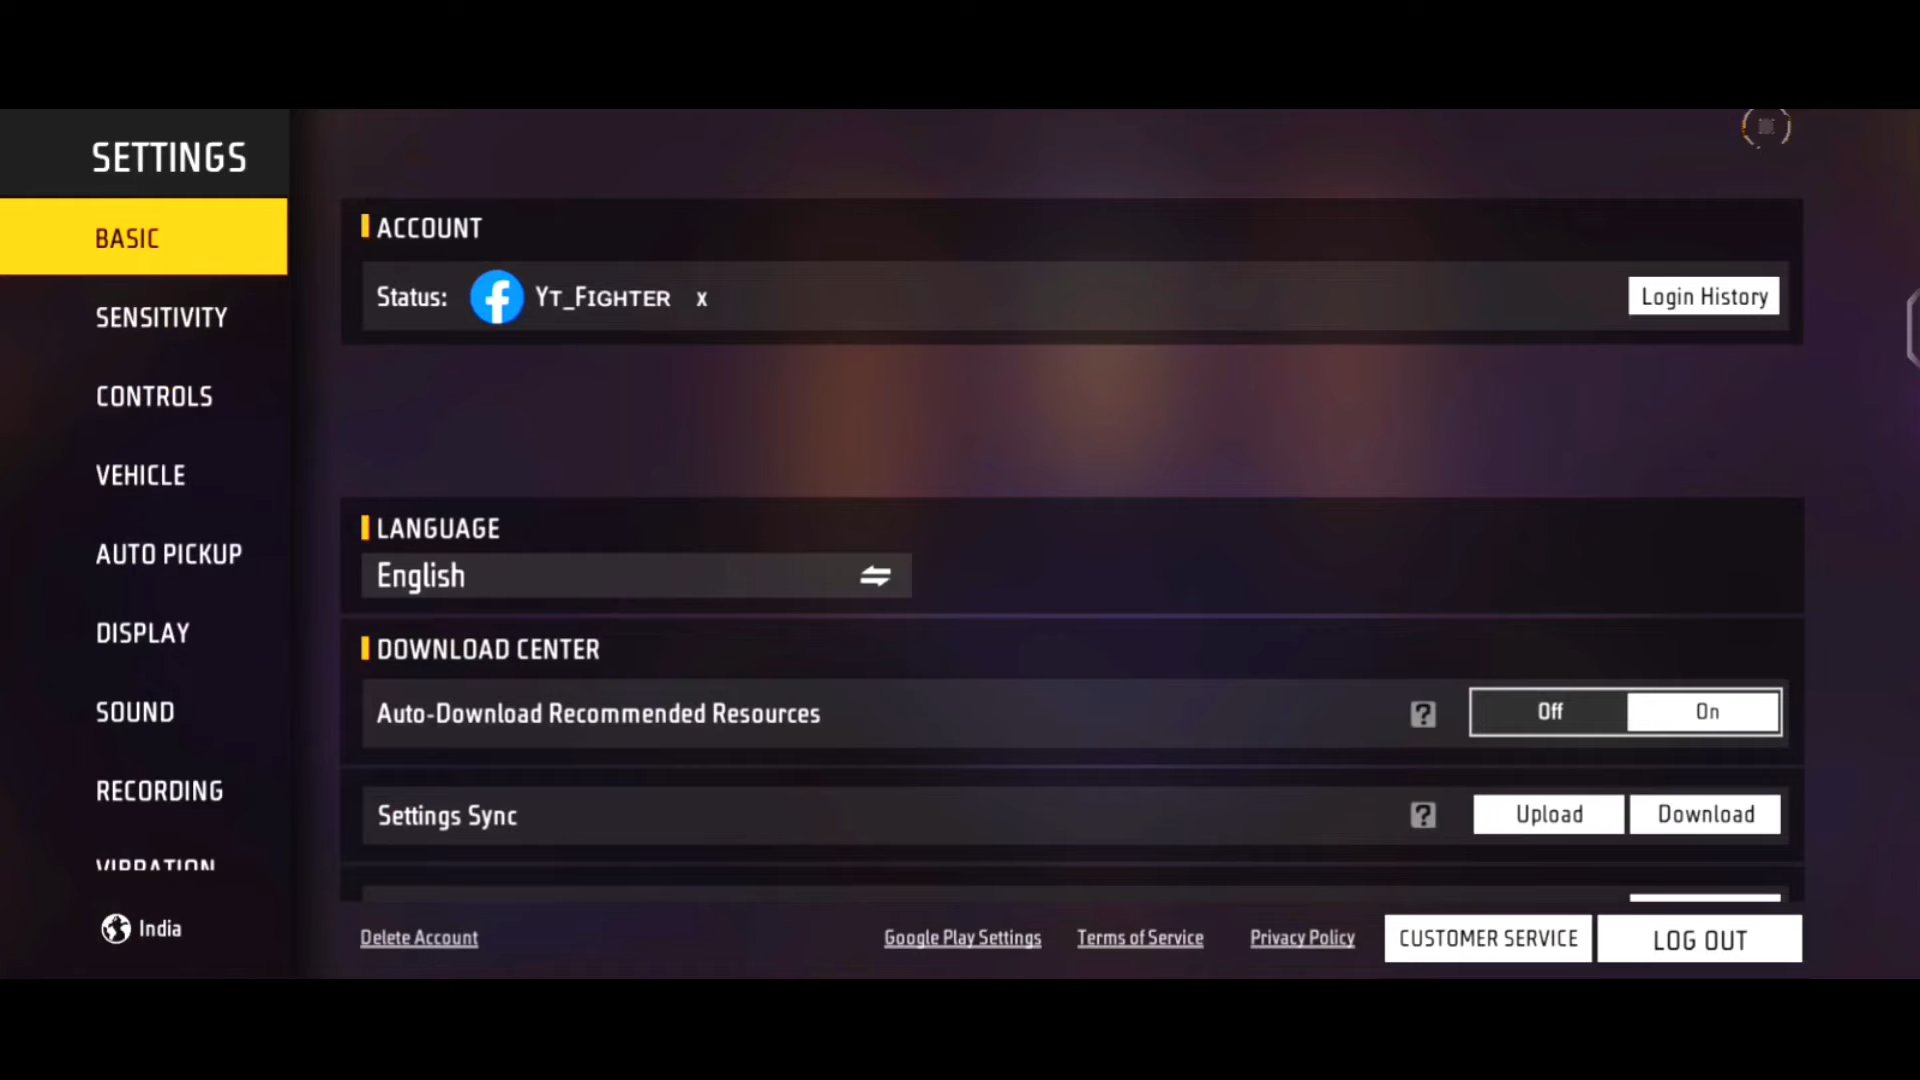 SETTINGS
BASIC
SENSITIVITY
CONTROLS
VEHICLE
AUTO PICKUP
DISPLAY
SOUND
RECORDING
VIBRATION
India
ACCOUNT
Status: Yᴛ_Fɪɢʜᴛᴇʀ x
Login History
LANGUAGE
English
DOWNLOAD CENTER
Auto-Download Recommended Resources ? Off On
Settings Sync ? Upload Download
Delete Account
Google Play Settings
Terms of Service
Privacy Policy
CUSTOMER SERVICE
LOG OUT